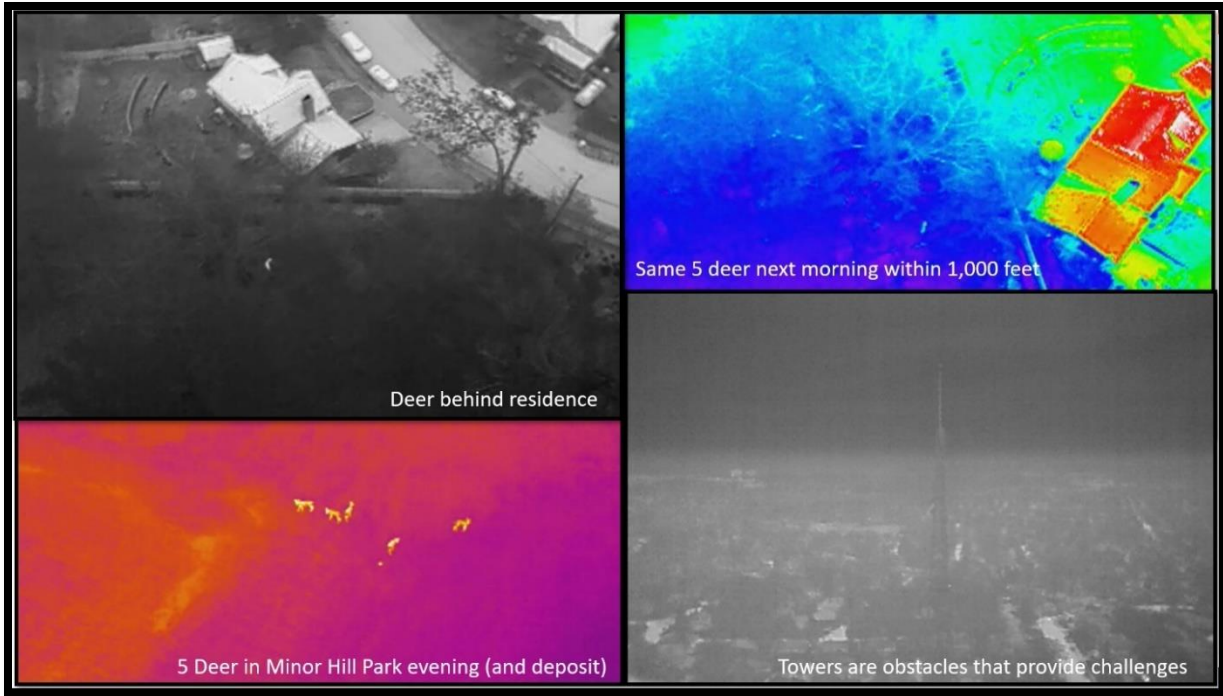 Deer behind residence
Same 5 deer next morning within 1,000 feet
5 Deer in Minor Hill Park evening (and deposit)
Towers are obstacles that provide challenges